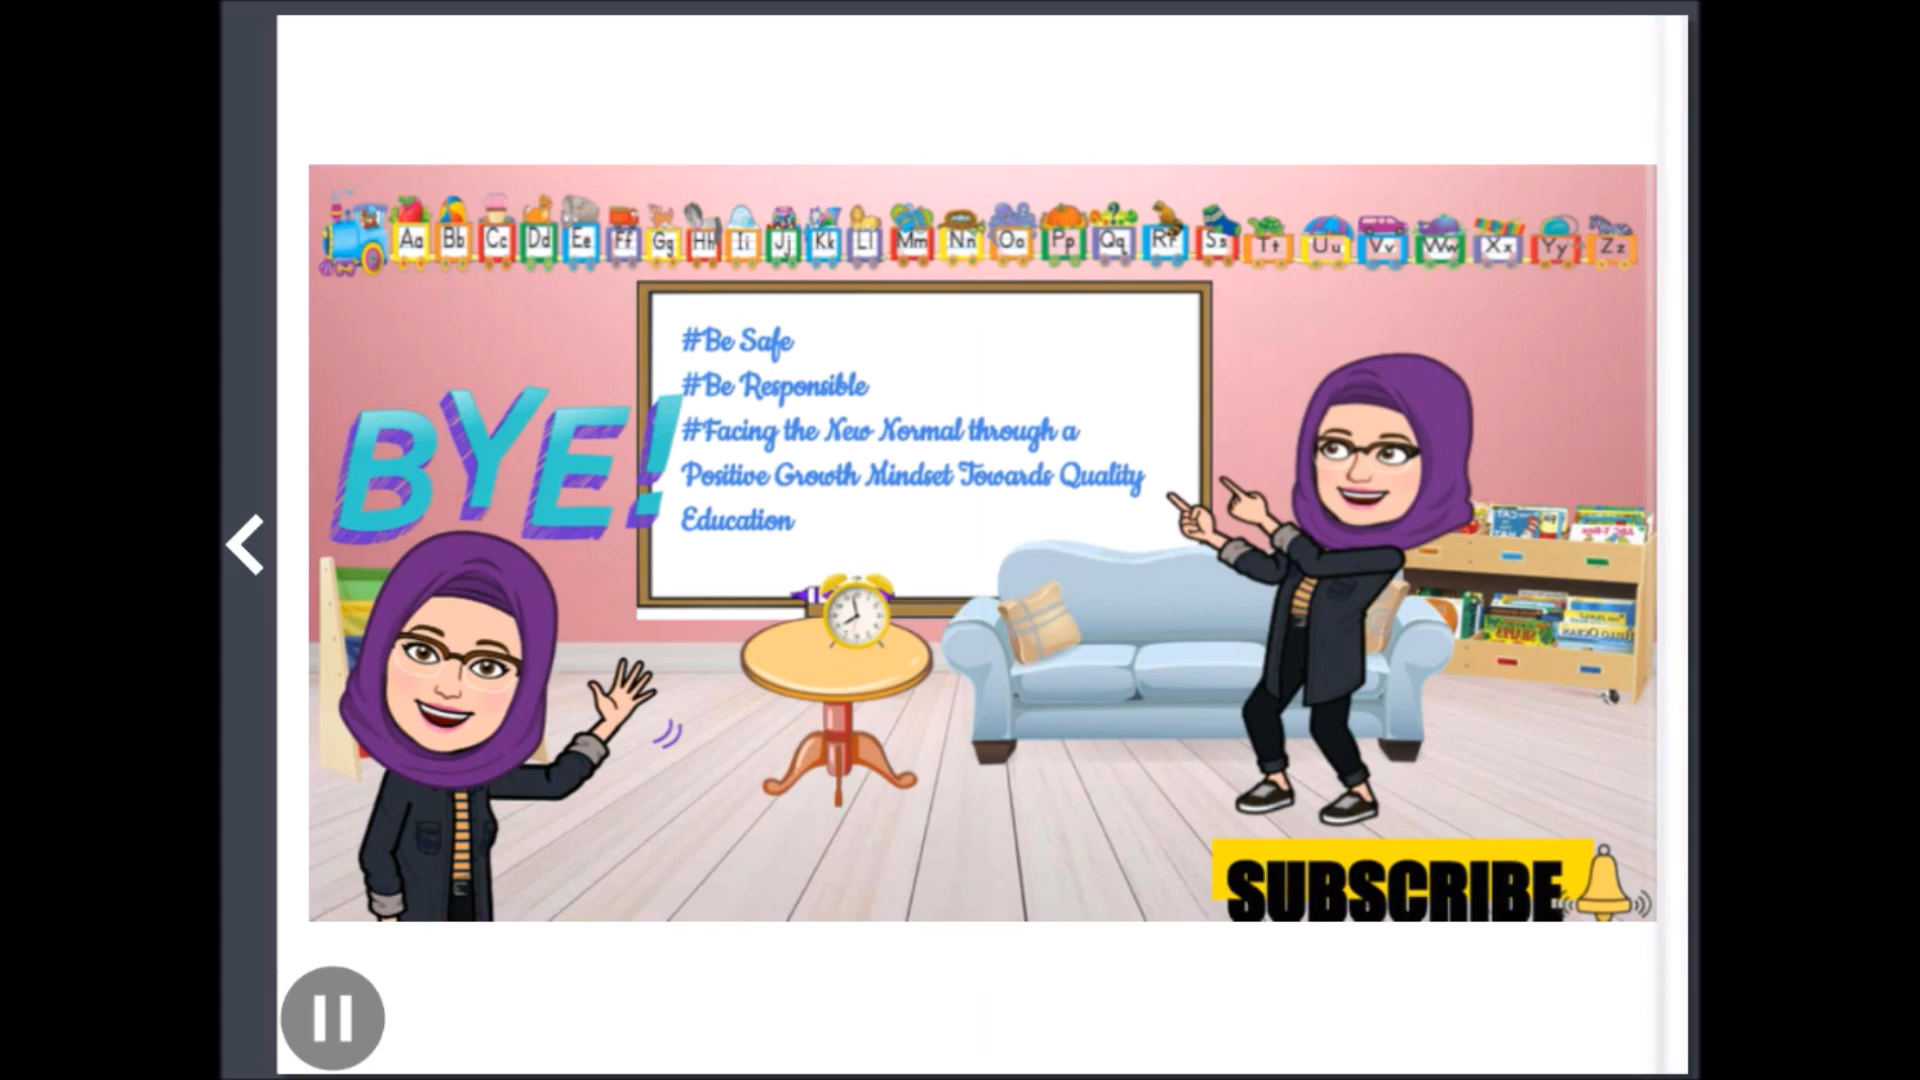 Aa Bb Cc Dd Ee Ff Gg Hh Ii Jj Kk Ll Mm Nn Oo Pp Qq Rr Ss Tt Uu Vv Ww Xx Yy Zz
#Be Safe
#Be Responsible
#Facing the New Normal through a
Positive Growth Mindset Towards Quality
Education
BYE!
SUBSCRIBE